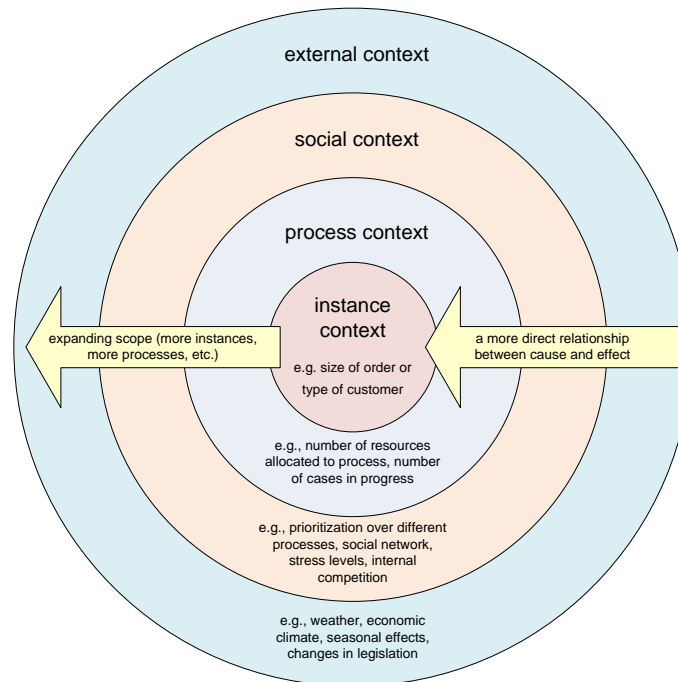 external context
social context
process context
instance
context
e.g. size of order or
type of customer
expanding scope (more instances,
more processes, etc.)
a more direct relationship
between cause and effect
e.g., number of resources
allocated to process, number
of cases in progress
e.g., prioritization over different
processes, social network,
stress levels, internal
competition
e.g., weather, economic
climate, seasonal effects,
changes in legislation